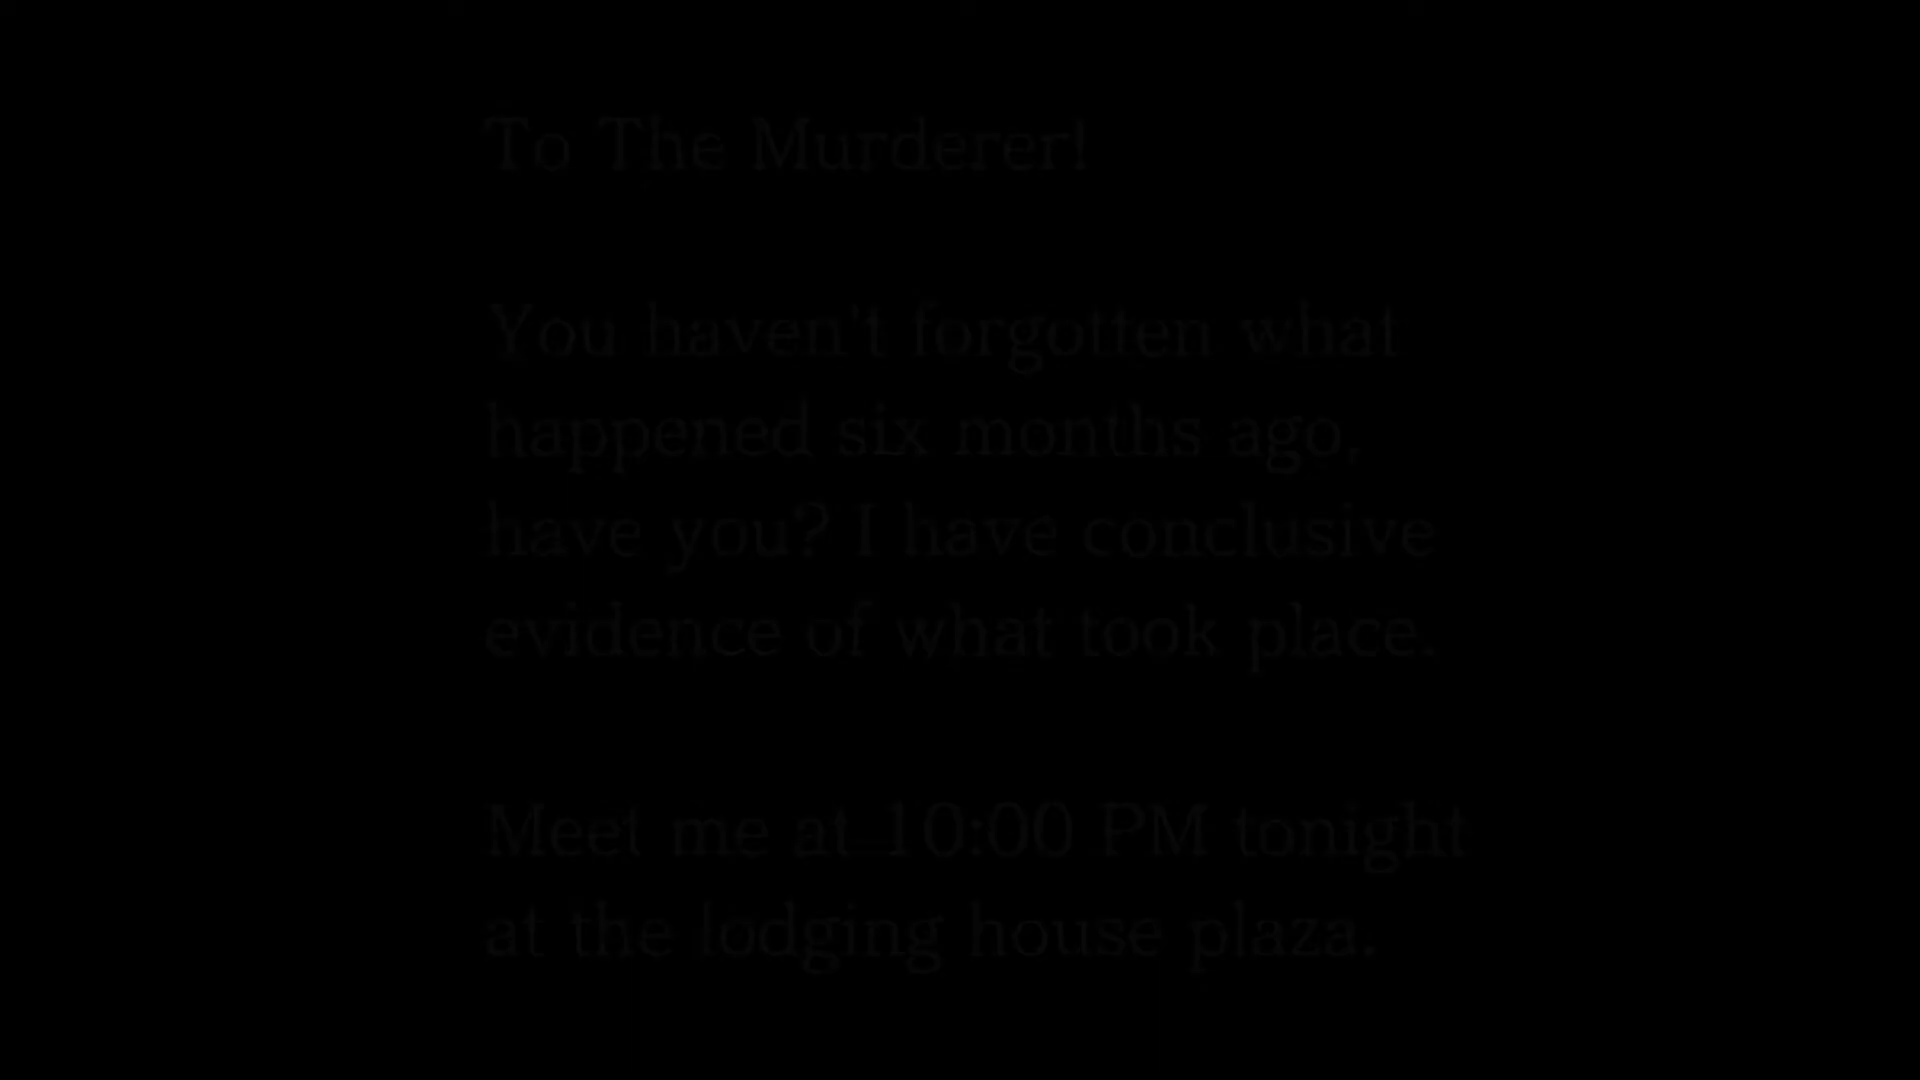 To The Murderer!
You haven't forgotten what
happened six months ago,
have you? I have conclusive
evidence of what took place.
Meet me at 10:00 PM tonight
at the lodging house plaza.